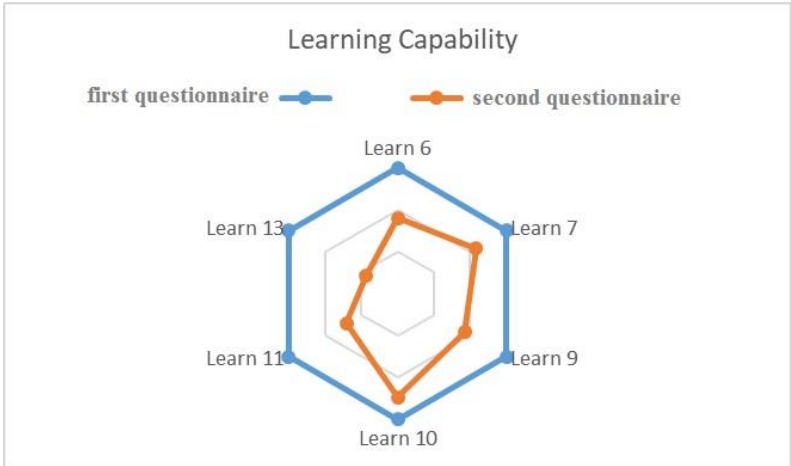 Learning Capability
first questionnaire
second questionnaire
Learn 6
Learn 13
Learn 7
Learn 11
Learn 9
Learn 10